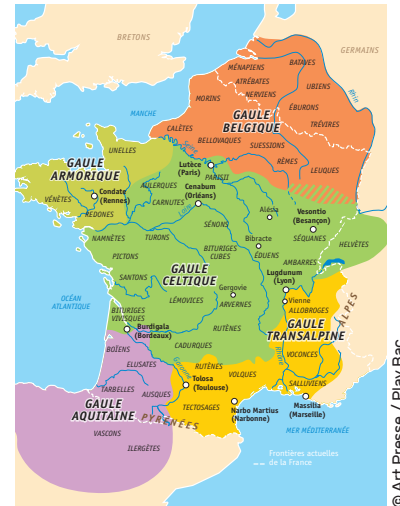 BRETONS
GERMAINS
MÉNAPIENS
BATAVES
ATRÉBATES
NERVIENS
UBIENS
Rhin
MORINS
ÉBURONS
MANCHE
GAULE
BELGIQUE
TRÉVIRES
CALÈTES
BELLOVAQUES
SUESSIONS
UNELLES
Seine
RÈMES
LEUQUES
GAULE
ARMORIQUE
Lutèce
(Paris)
PARISII
AULERQUES
Cenabum
(Orléans)
Condate
(Rennes)
CARNUTES
VÉNÈTES
Loire
Alésia
Vesontio
(Besançon)
REDONES
SÉNONS
NAMNÈTES
TURONS
Bibracte
SÉQUANES
HELVÈTES
BITURIGES
CUBES
ÉDUENS
PICTONS
AMBARRES
GAULE
CELTIQUE
Lugdunum
(Lyon)
SANTONS
Gergovie
OCÉAN
ATLANTIQUE
LÉMOVICES
ARVERNES
Vienne
ALLOBROGES
ALPES
BITURIGES
VIVISQUES
GAULE
TRANSALPINE
Burdigala
(Bordeaux)
RUTÈNES
CADURQUES
VOCONCES
Rhône
BOÏENS
Garonne
ELUSATES
RUTÈNES
VOLQUES
Tolosa
(Toulouse)
SALLUVIENS
TARBELLES
AUSQUES
GAULE
AQUITAINE
TECTOSAGES
Narbo Martius
(Narbonne)
Massilia
(Marseille)
PYRÉNÉES
VASCONS
MER MÉDITERRANÉE
ILERGÈTES
Frontières actuelles
de la France
© Art Presse / Play Bac